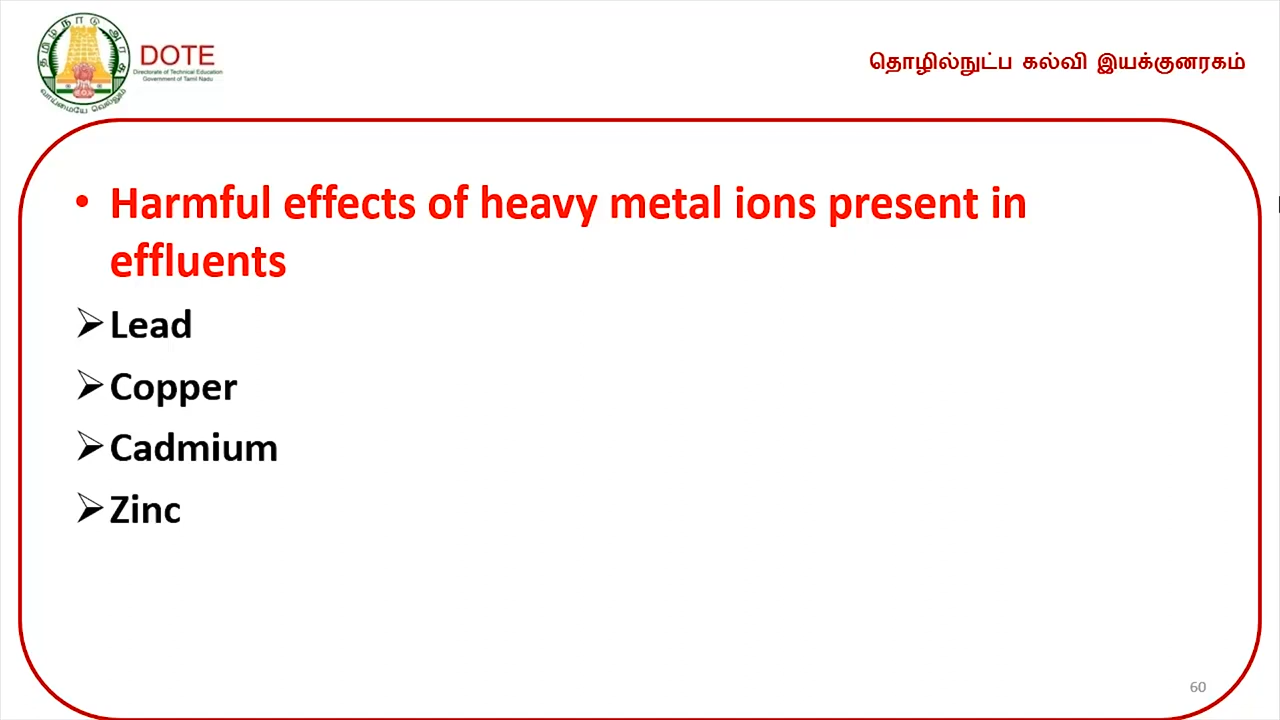 DOTE
Directorate of Technical Education
Government of Tamil Nadu
தொழில்நுட்ப கல்வி இயக்குனரகம்
• Harmful effects of heavy metal ions present in
effluents
➢Lead
➢Copper
➢Cadmium
➢Zinc
60